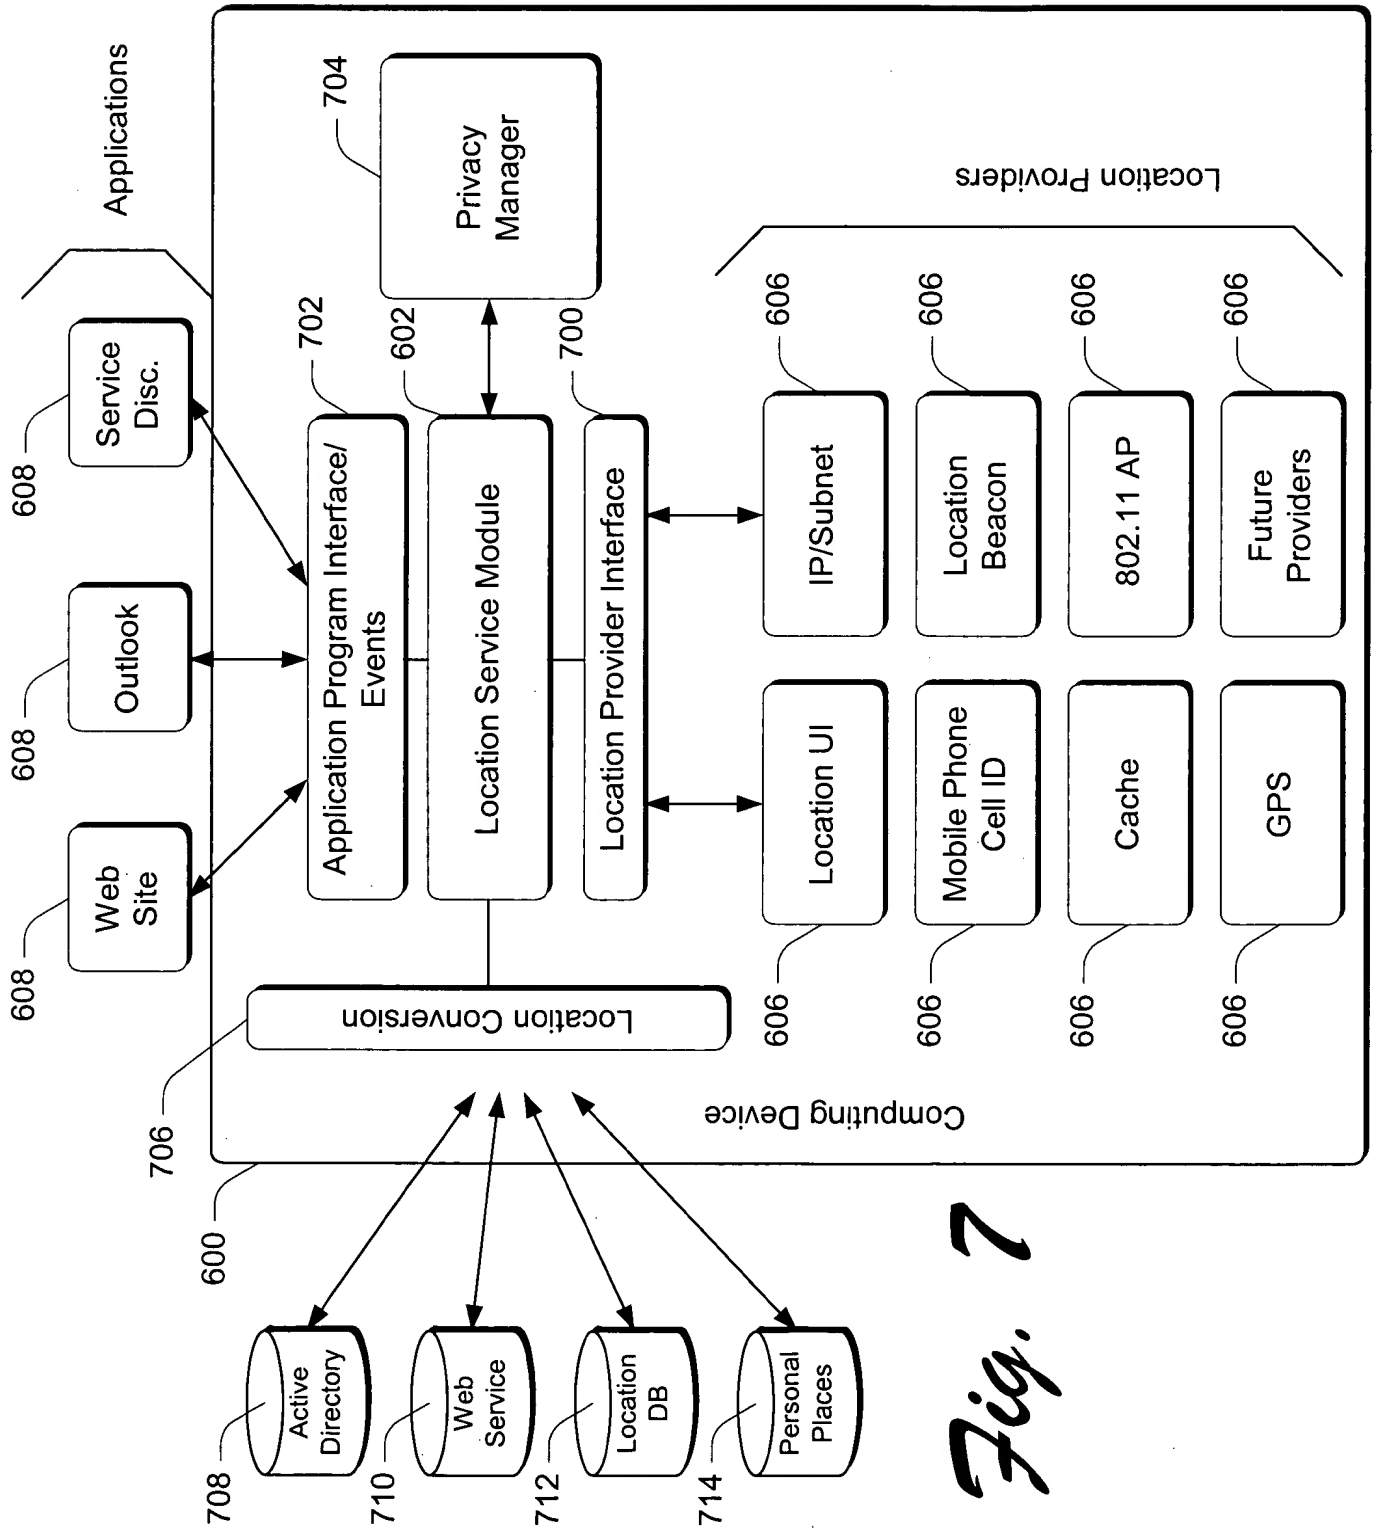 Applications
608
608
608
Web
Site
Outlook
Service
Disc.
706
600
Computing Device
Location Conversion
702
Application Program Interface/
Events
602
Location Service Module
700
Location Provider Interface
704
Privacy
Manager
708
Active
Directory
710
Web
Service
712
Location
DB
714
Personal
Places
606
Location UI
606
IP/Subnet
606
Mobile Phone
Cell ID
606
Location
Beacon
606
Cache
606
802.11 AP
606
GPS
606
Future
Providers
Location Providers
Fig. 7